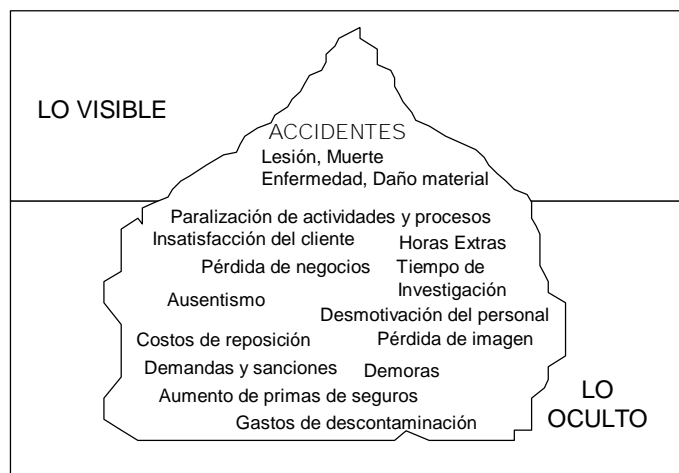 LO VISIBLE
ACCIDENTES
Lesión, Muerte
Enfermedad, Daño material
Paralización de actividades y procesos
Insatisfacción del cliente
Horas Extras
Pérdida de negocios
Tiempo de
Investigación
Ausentismo
Desmotivación del personal
Costos de reposición
Pérdida de imagen
Demandas y sanciones
Demoras
Aumento de primas de seguros
Gastos de descontaminación
LO
OCULTO